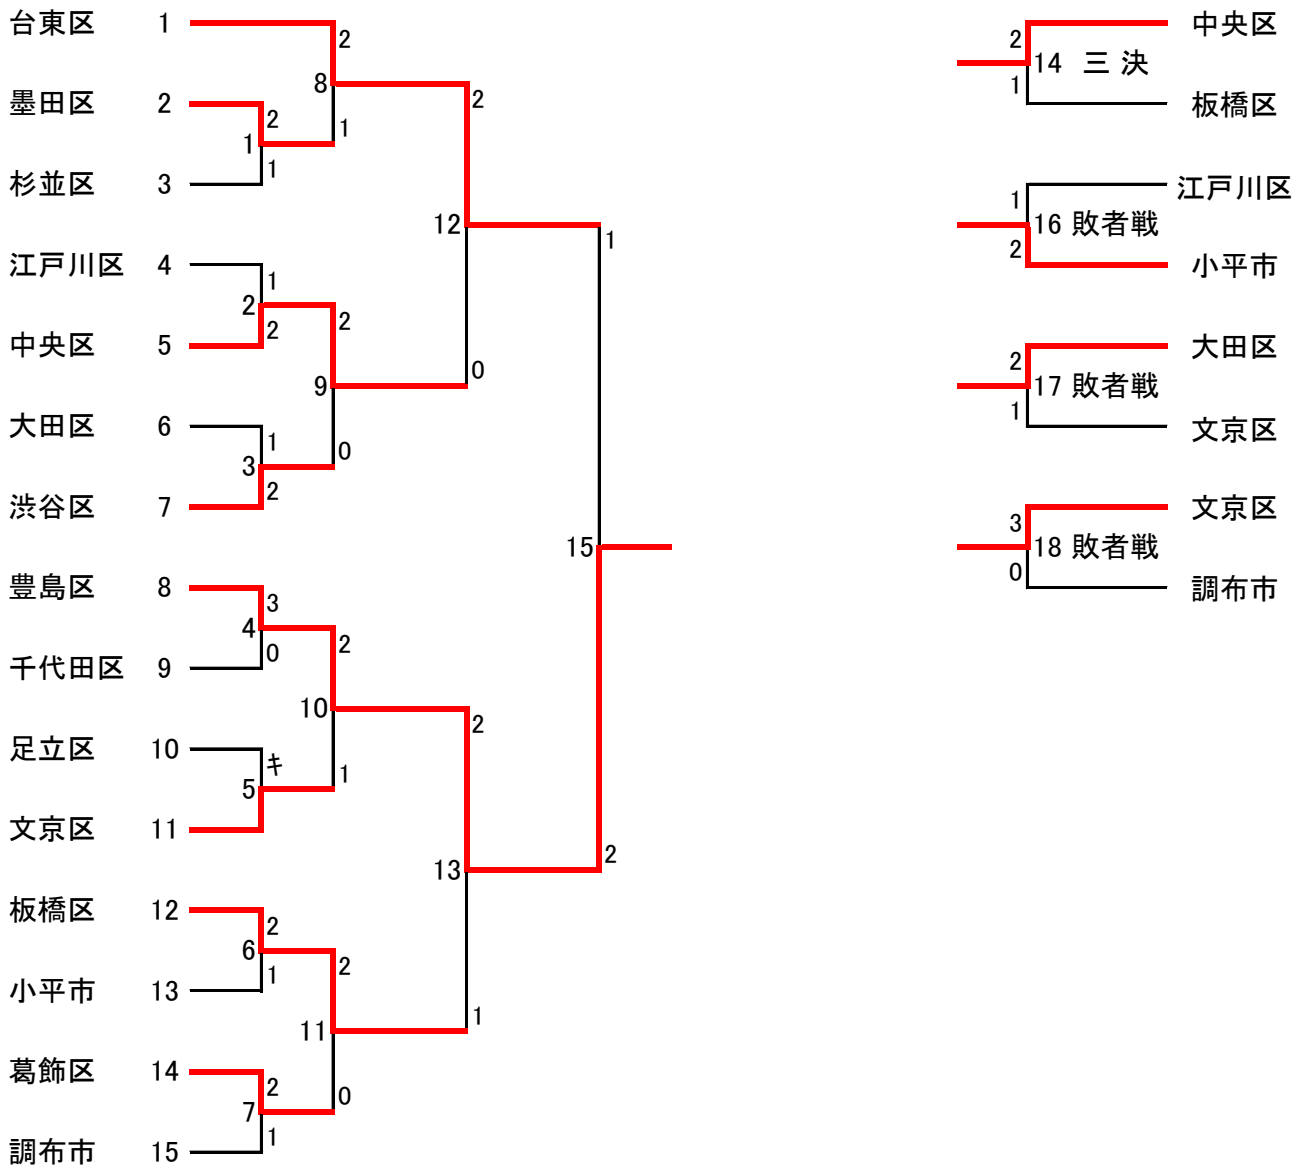 台東区 1
2
8
墨田区 2
2
1
2
1
1
杉並区 3
12
1
江戸川区 4
1
2
中央区 5
2
2
9
0
大田区 6
1
3
0
渋谷区 7
2
15
豊島区 8
3
4
2
千代田区 9
0
10
2
足立区 10
キ
5
1
文京区 11
13
2
板橋区 12
2
6
2
小平市 13
1
11
1
葛飾区 14
2
7
0
調布市 15
1
中央区
2
14 三 決
1
板橋区
江戸川区
1
16 敗者戦
2
小平市
大田区
2
17 敗者戦
1
文京区
文京区
3
18 敗者戦
0
調布市